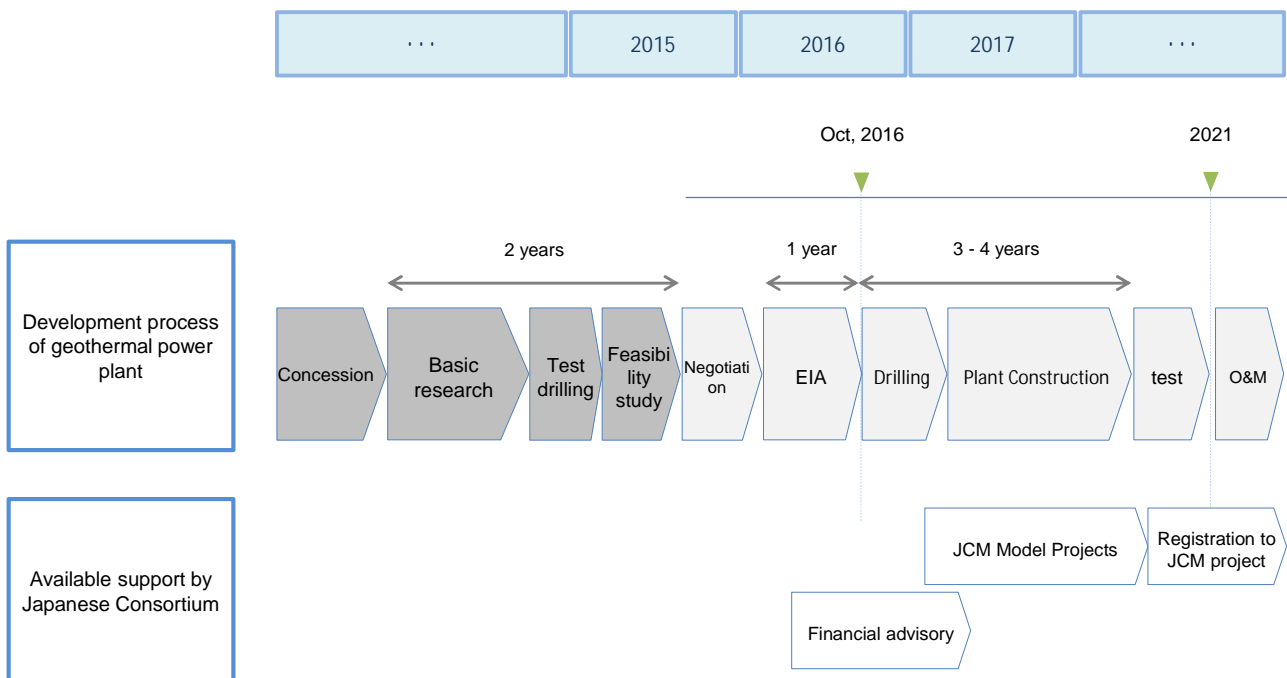 · · ·
2015
2016
2017
· · ·
Oct, 2016
2021
2 years
1 year
3 - 4 years
Development process
of geothermal power
plant
Concession
Basic
research
Test
drilling
Feasibi
lity
study
Negotiati
on
EIA
Drilling
Plant Construction
test
O&M
Available support by
Japanese Consortium
JCM Model Projects
Registration to
JCM project
Financial advisory